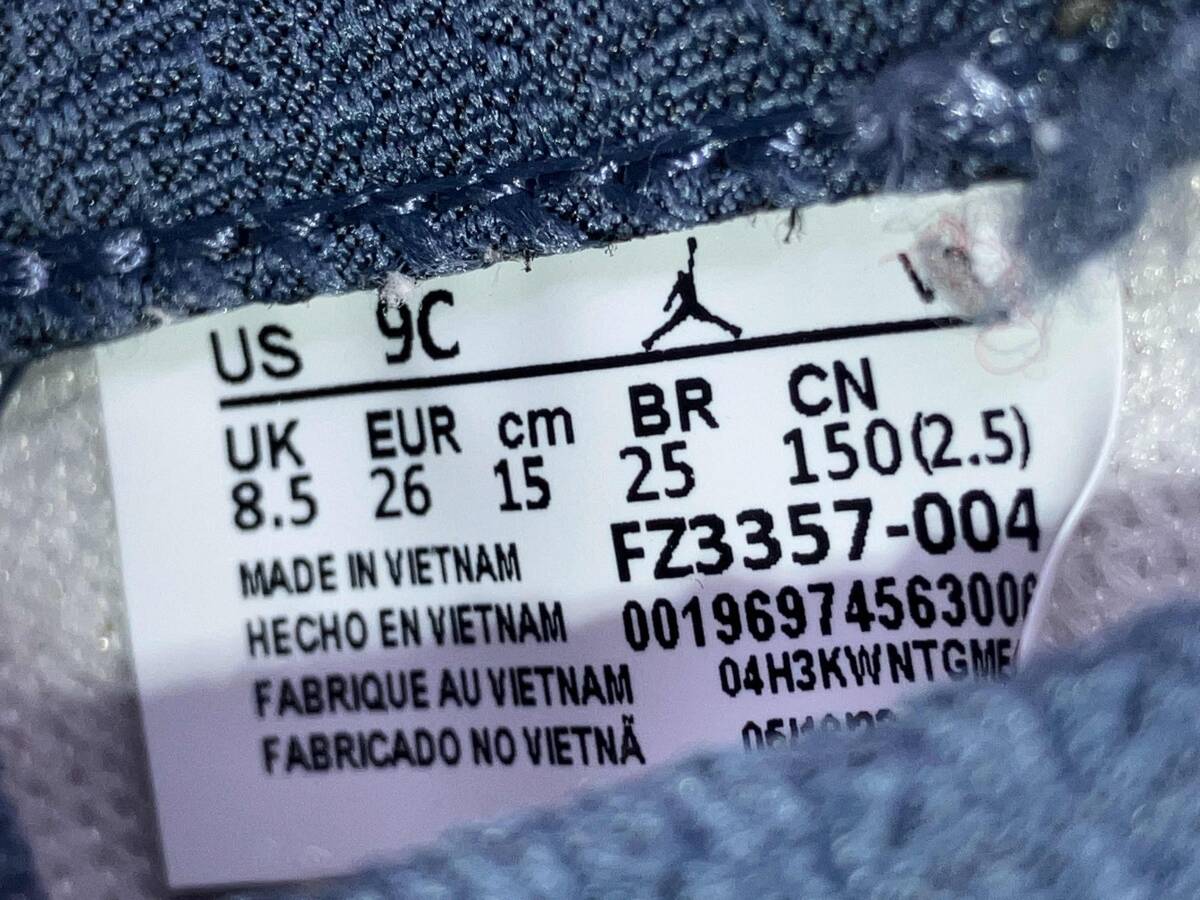 US 9C
UK EUR cm BR CN
8.5 26 15 25 150(2.5)
FZ3357-004
MADE IN VIETNAM
HECHO EN VIETNAM
FABRIQUE AU VIETNAM
FABRICADO NO VIETNÃ